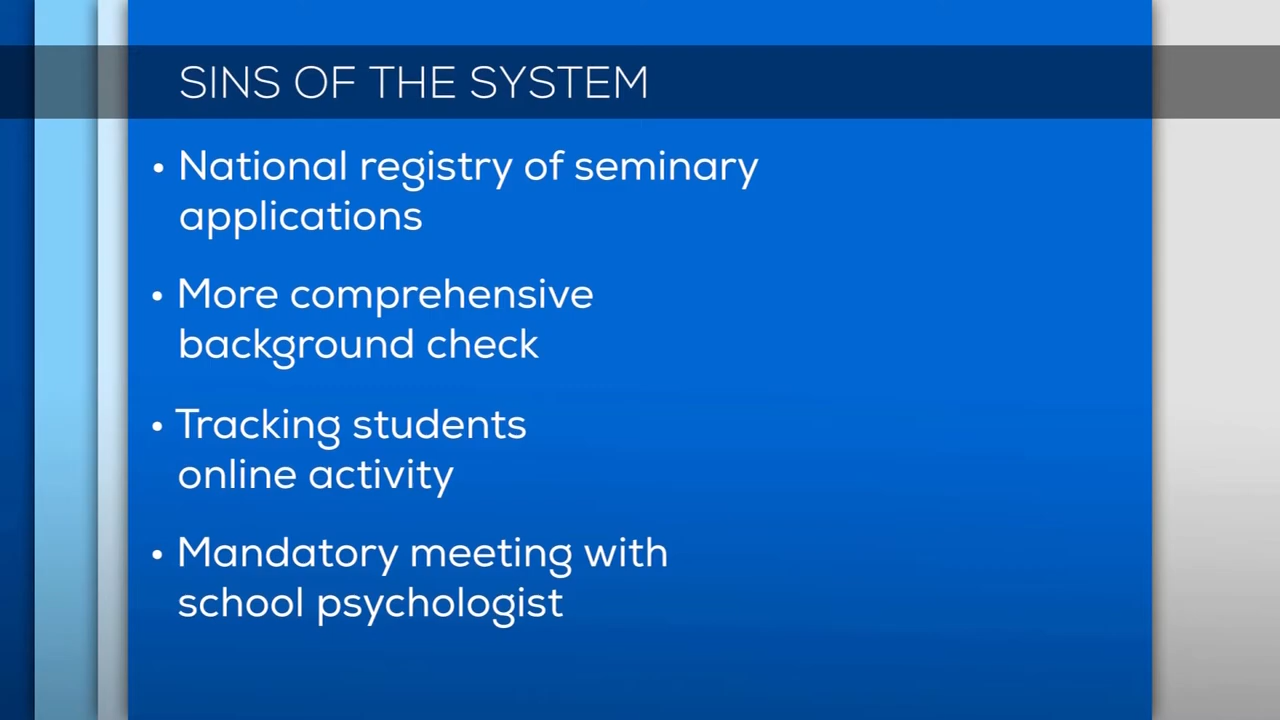 SINS OF THE SYSTEM
• National registry of seminary
applications
• More comprehensive
background check
• Tracking students
online activity
• Mandatory meeting with
school psychologist